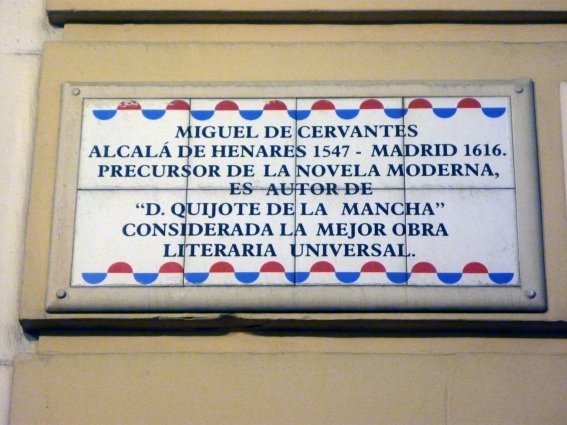 MIGUEL DE CERVANTES
ALCALÁ DE HENARES 1547 - MADRID 1616.
PRECURSOR DE LA NOVELA MODERNA,
ES AUTOR DE
“D. QUIJOTE DE LA MANCHA”
CONSIDERADA LA MEJOR OBRA
LITERARIA UNIVERSAL.